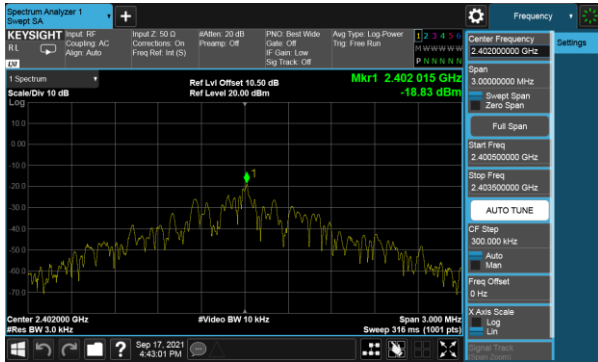 Spectrum Analyzer 1
Swept SA
Frequency
KEYSIGHT
RL
Input: RF
Coupling: AC
Align: Auto
Input Z: 50 Ω
Corrections: On
Freq Ref: Int (S)
#Atten: 20 dB
Preamp: Off
PNO: Best Wide
Gate: Off
IF Gain: Low
Sig Track: Off
Avg Type: Log-Power
Trig: Free Run
1 2 3 4 5 6
M W W W W W
P N N N N N
1 Spectrum
Scale/Div 10 dB
Log
Ref Lvl Offset 10.50 dB
Ref Level 20.00 dBm
Mkr1 2.402 015 GHz
-18.83 dBm
10.0
0.00
-10.0
-20.0
-30.0
-40.0
-50.0
-60.0
-70.0
1
Center 2.402000 GHz
#Res BW 3.0 kHz
#Video BW 10 kHz
Span 3.000 MHz
Sweep 316 ms (1001 pts)
Sep 17, 2021
4:43:01 PM
Center Frequency
2.402000000 GHz
Settings
Span
3.00000000 MHz
Swept Span
Zero Span
Full Span
Start Freq
2.400500000 GHz
Stop Freq
2.403500000 GHz
AUTO TUNE
CF Step
300.000 kHz
Auto
Man
Freq Offset
0 Hz
X Axis Scale
Log
Lin
Signal Track
(Span Zoom)